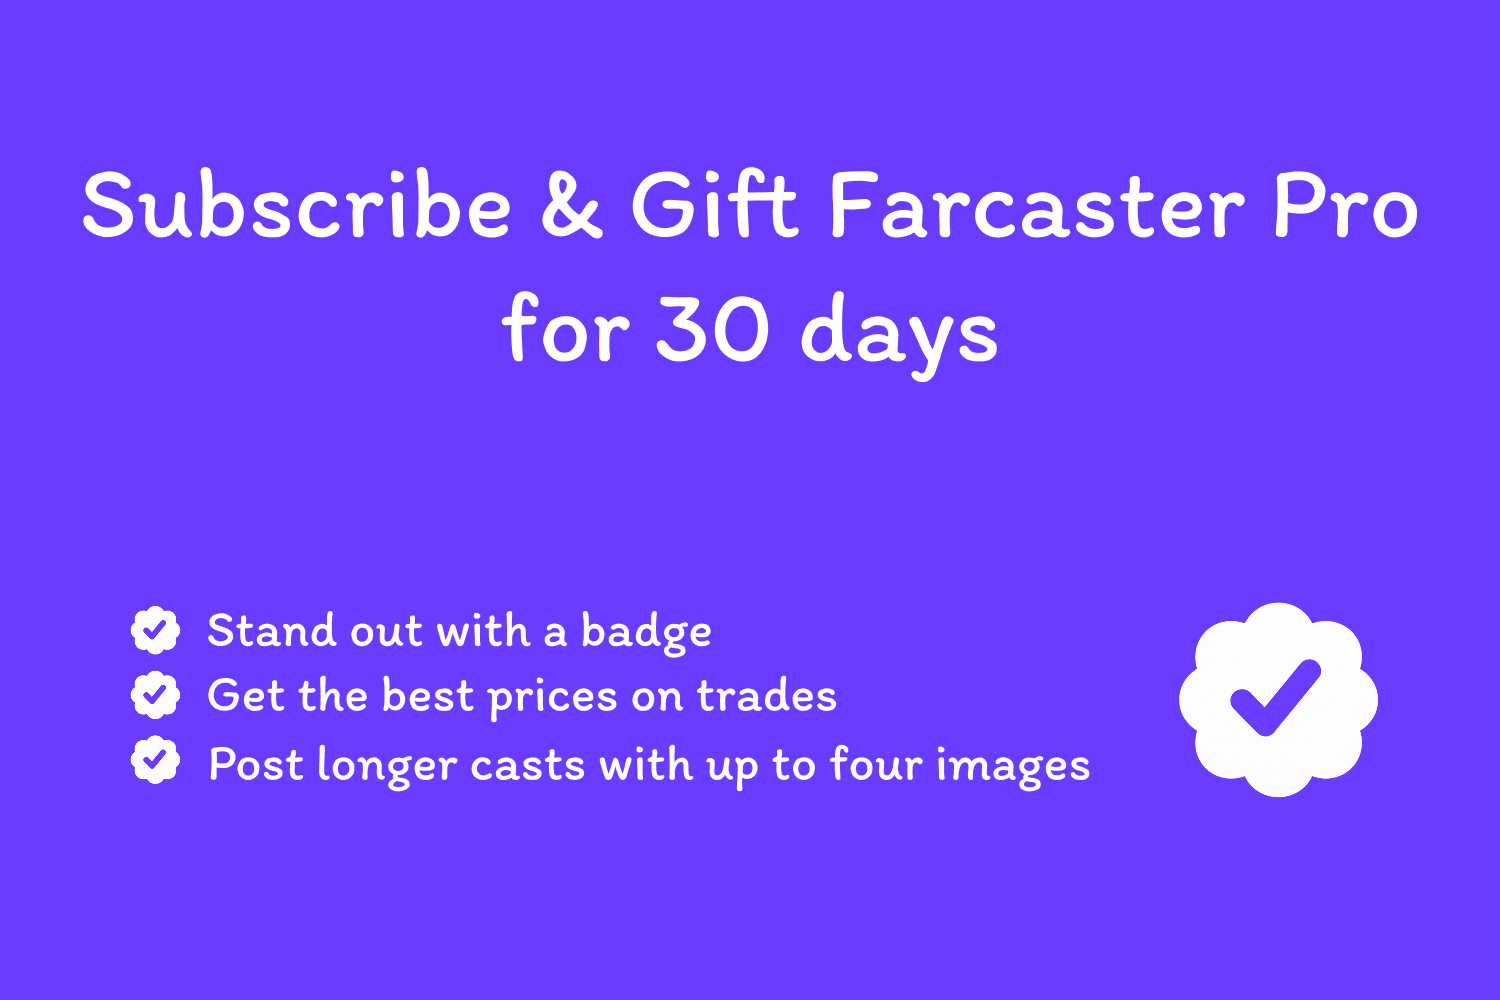 Subscribe & Gift Farcaster Pro
for 30 days
Stand out with a badge
Get the best prices on trades
Post longer casts with up to four images